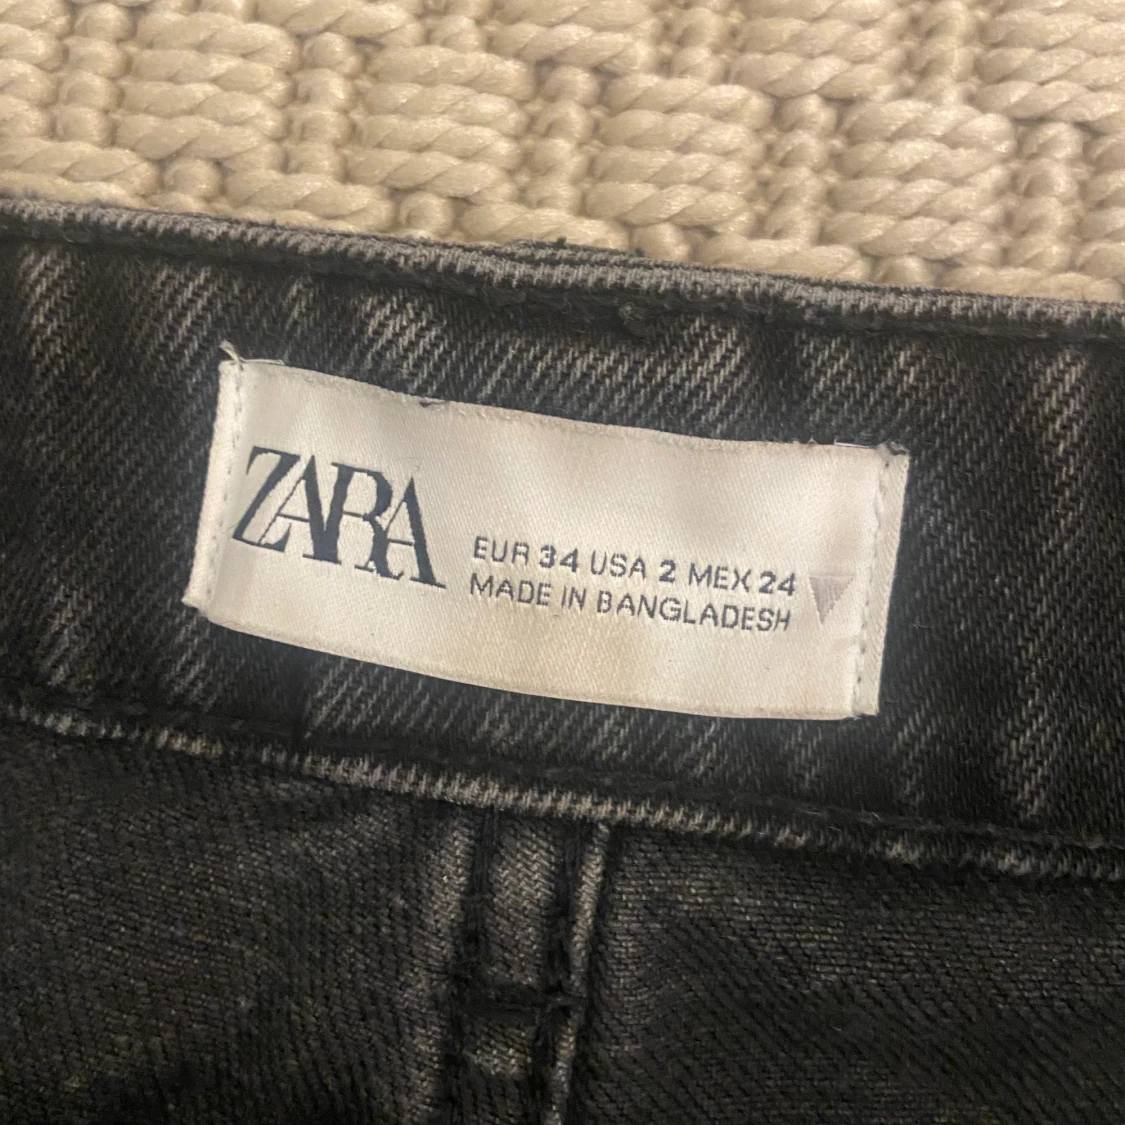 ZARA
EUR 34 USA 2 MEX 24
MADE IN BANGLADESH